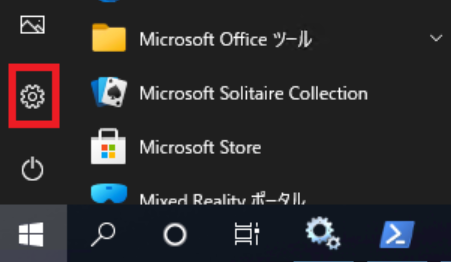 Microsoft Office ツール
Microsoft Solitaire Collection
Microsoft Store
Mixed Reality ポータル